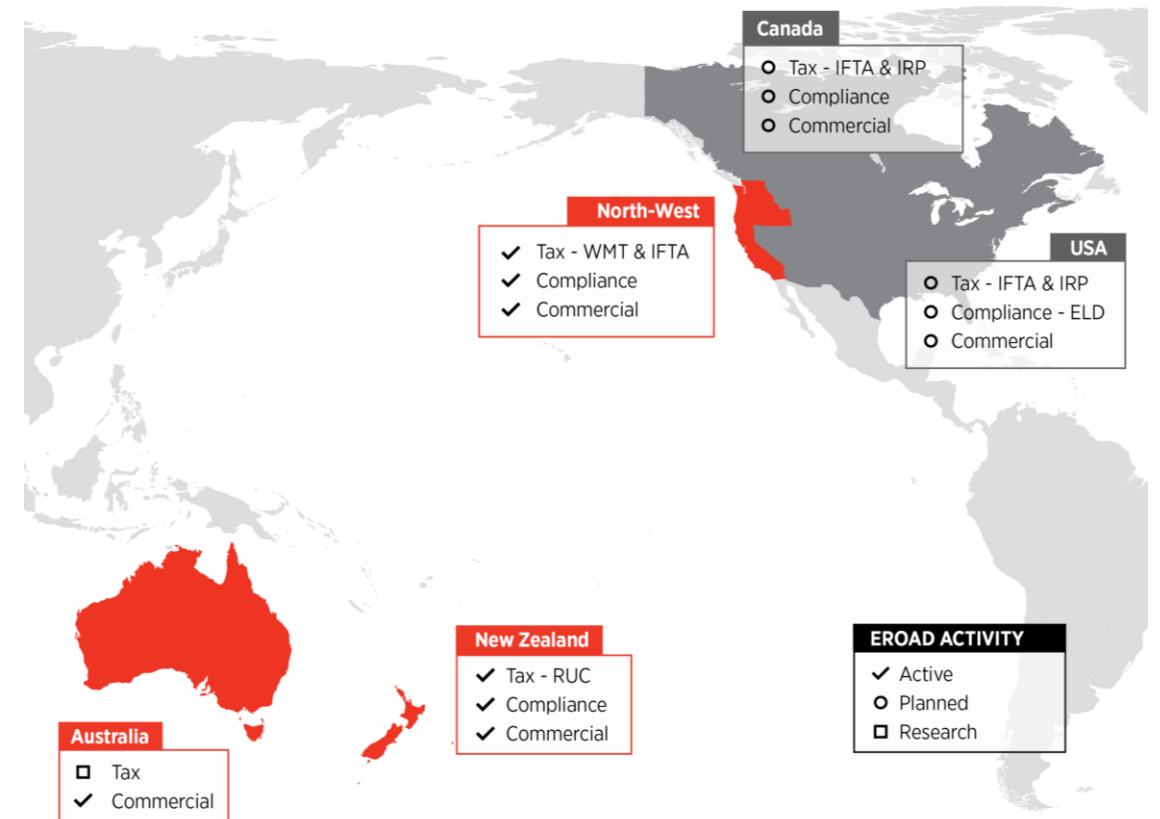 Canada
Tax - IFTA & IRP
Compliance
Commercial
North-West
Tax - WMT & IFTA
Compliance
Commercial
USA
Tax - IFTA & IRP
Compliance - ELD
Commercial
New Zealand
Tax - RUC
Compliance
Commercial
EROAD ACTIVITY
Active
Planned
Research
Australia
Tax
Commercial